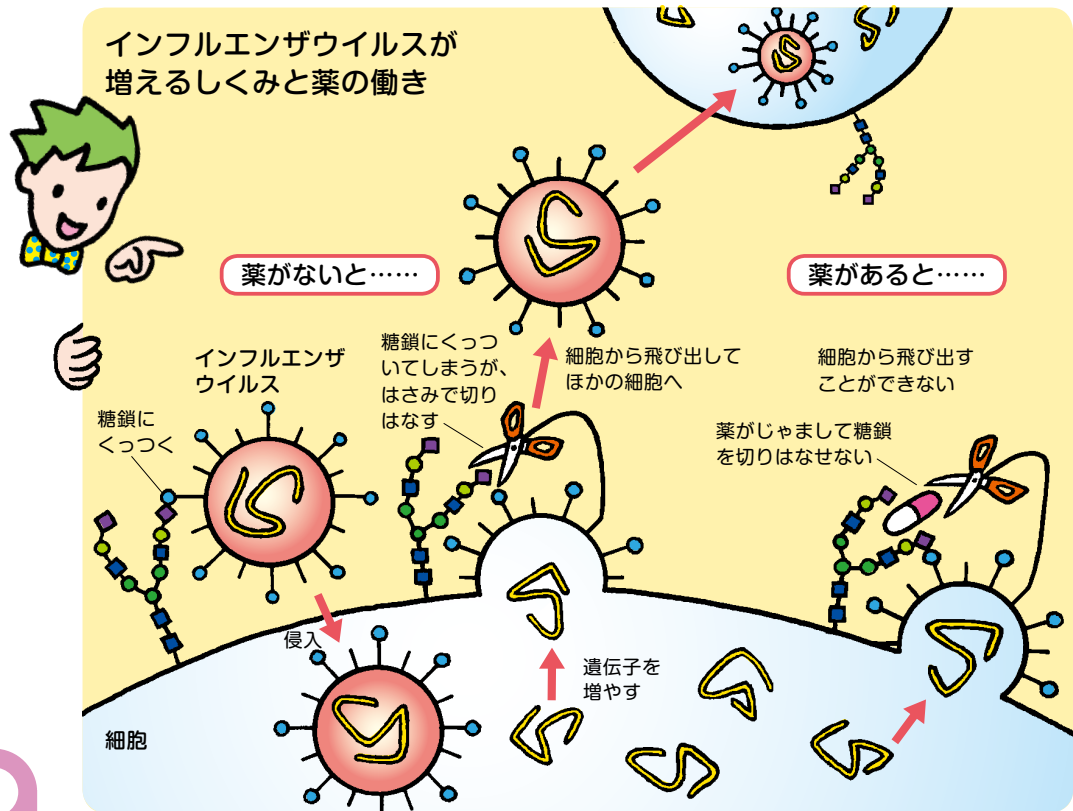 インフルエンザウイルスが
増えるしくみと薬の働き
薬がないと……
薬があると……
インフルエンザ
ウイルス
糖鎖に
くっつく
糖鎖にくっつ
いてしまうが、
はさみで切り
はなす
細胞から飛び出して
ほかの細胞へ
細胞から飛び出す
ことができない
薬がじゃまして糖鎖
を切りはなせない
侵入
遺伝子を
増やす
細胞